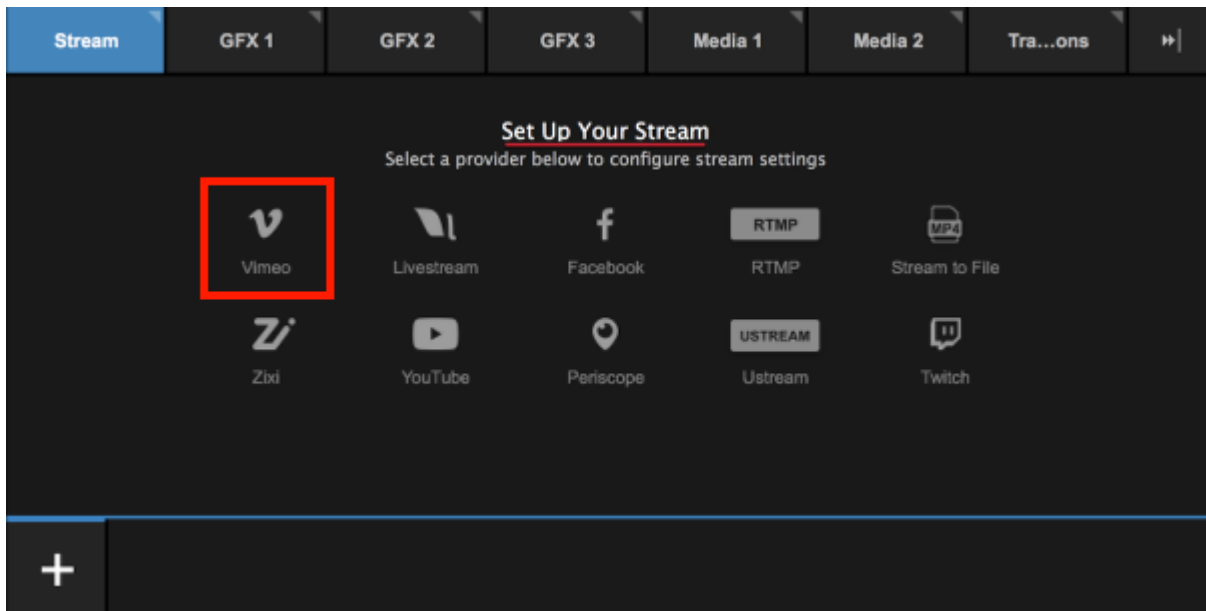 Stream GFX 1 GFX 2 GFX 3 Media 1 Media 2 Tra...ons
Set Up Your Stream
Select a provider below to configure stream settings
RTMP MP4
Vimeo Livestream Facebook RTMP Stream to File
USTREAM
Zixi YouTube Periscope Ustream Twitch